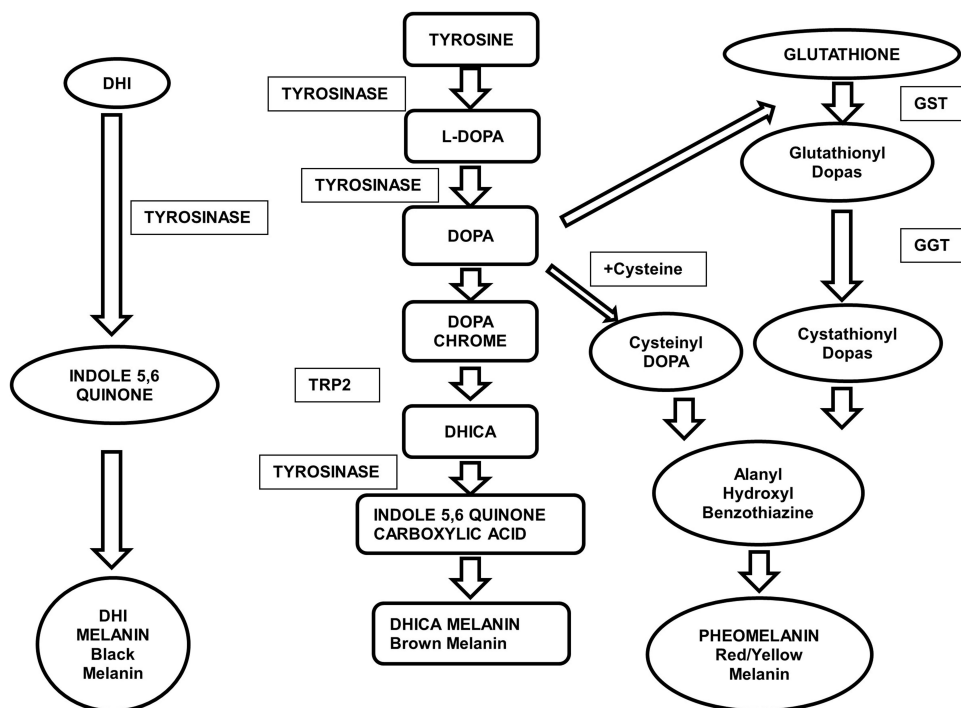 TYROSINE
TYROSINASE
L-DOPA
TYROSINASE
DOPA
DOPA
CHROME
TRP2
DHICA
TYROSINASE
INDOLE 5,6 QUINONE
CARBOXYLIC ACID
DHICA MELANIN
Brown Melanin
DHI
TYROSINASE
INDOLE 5,6
QUINONE
DHI
MELANIN
Black
Melanin
GLUTATHIONE
GST
Glutathionyl
Dopas
GGT
+Cysteine
Cysteinyl
DOPA
Cystathionyl
Dopas
Alanyl
Hydroxyl
Benzothiazine
PHEOMELANIN
Red/Yellow
Melanin